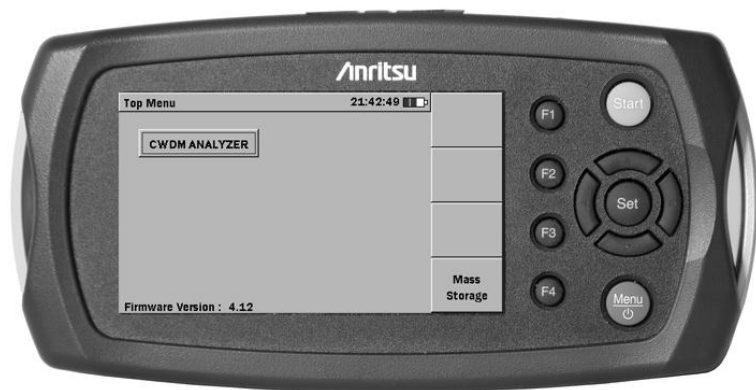 Anritsu
Top Menu 21:42:49
CWDM ANALYZER
Mass
Storage
Firmware Version : 4.12
F1
F2
F3
F4
Start
Set
Menu